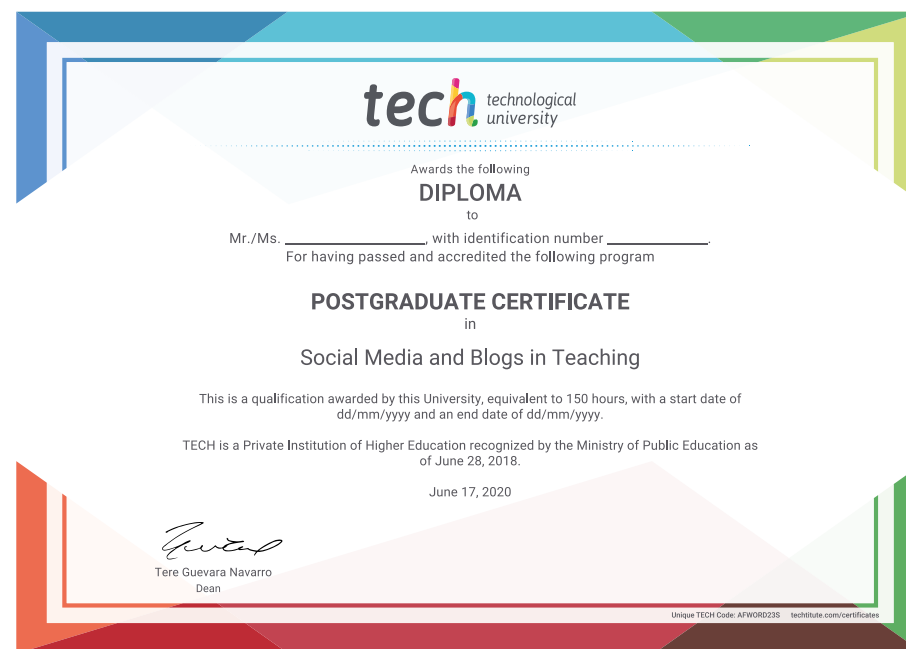 tech technological
university
Awards the following
DIPLOMA
to
Mr./Ms. ____________________, with identification number ______________.
For having passed and accredited the following program
POSTGRADUATE CERTIFICATE
in
Social Media and Blogs in Teaching
This is a qualification awarded by this University, equivalent to 150 hours, with a start date of
dd/mm/yyyy and an end date of dd/mm/yyyy.
TECH is a Private Institution of Higher Education recognized by the Ministry of Public Education as
of June 28, 2018.
June 17, 2020
Tere Guevara Navarro
Dean
Unique TECH Code: AFWORD23S techtitute.com/certificates